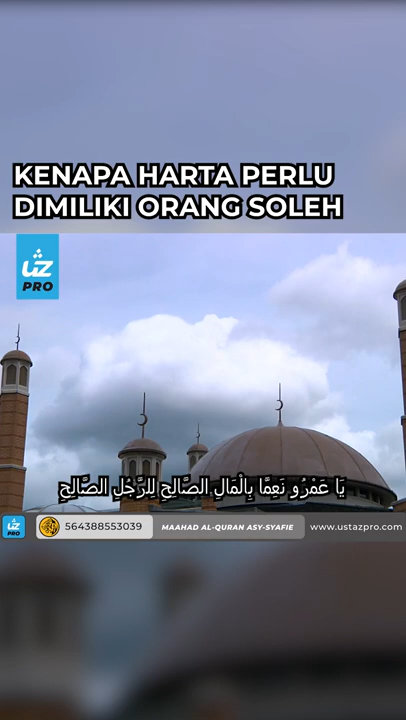 KENAPA HARTA PERLU
DIMILIKI ORANG SOLEH
UZ
PRO
يَا عَمْرُو نَعِمَّا بِالْمَالِ الصَّالِحِ لِلرَّجُلِ الصَّالِحِ
UZ
PRO
564388553039
MAAHAD AL-QURAN ASY-SYAFIE
www.ustazpro.com